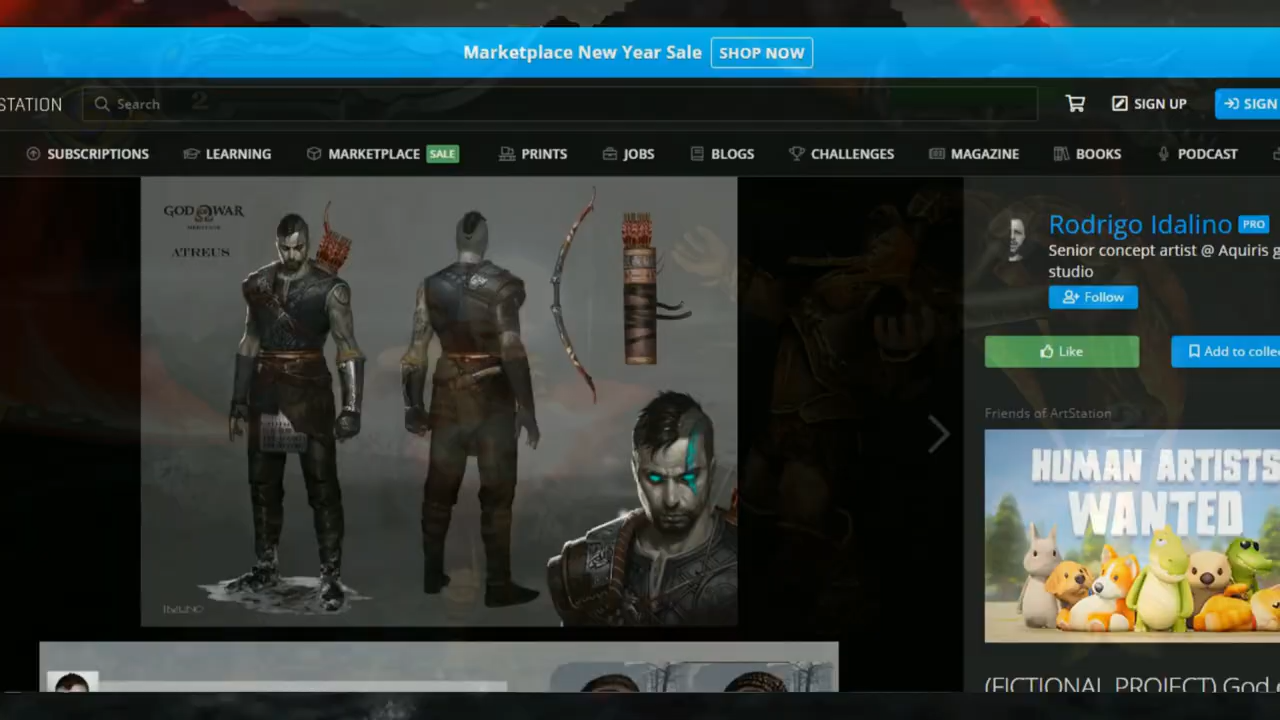 Marketplace New Year Sale SHOP NOW
STATION Search SIGN UP SIGN
SUBSCRIPTIONS LEARNING MARKETPLACE SALE PRINTS JOBS BLOGS CHALLENGES MAGAZINE BOOKS PODCAST
GOD OF WAR
ATREUS
Rodrigo Idalino PRO
Senior concept artist @ Aquiris g
studio
Follow
Like
Add to colle
Friends of ArtStation
HUMAN ARTISTS
WANTED
(FICTIONAL PROJECT) God